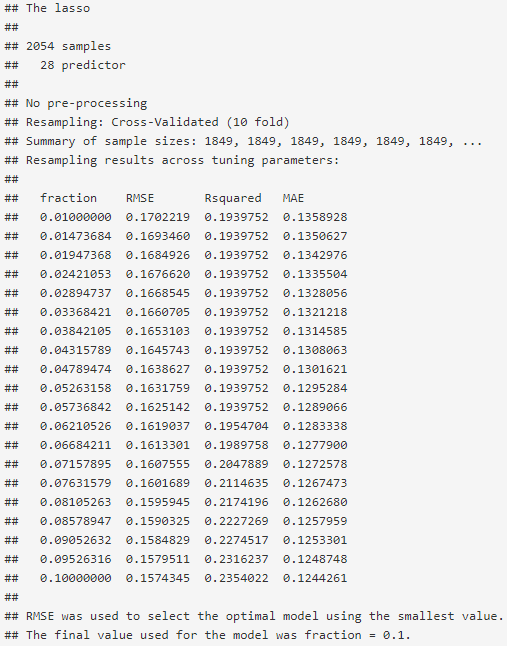 ## The lasso
##
## 2054 samples
##   28 predictor
##
## No pre-processing
## Resampling: Cross-Validated (10 fold)
## Summary of sample sizes: 1849, 1849, 1849, 1849, 1849, 1849, ...
## Resampling results across tuning parameters:
##
##   fraction    RMSE       Rsquared   MAE
##   0.01000000  0.1702219  0.1939752  0.1358928
##   0.01473684  0.1693460  0.1939752  0.1350627
##   0.01947368  0.1684926  0.1939752  0.1342976
##   0.02421053  0.1676620  0.1939752  0.1335504
##   0.02894737  0.1668545  0.1939752  0.1328056
##   0.03368421  0.1660705  0.1939752  0.1321218
##   0.03842105  0.1653103  0.1939752  0.1314585
##   0.04315789  0.1645743  0.1939752  0.1308063
##   0.04789474  0.1638627  0.1939752  0.1301621
##   0.05263158  0.1631759  0.1939752  0.1295284
##   0.05736842  0.1625142  0.1939752  0.1289066
##   0.06210526  0.1619037  0.1954704  0.1283338
##   0.06684211  0.1613301  0.1989758  0.1277900
##   0.07157895  0.1607555  0.2047889  0.1272578
##   0.07631579  0.1601689  0.2114635  0.1267473
##   0.08105263  0.1595945  0.2174196  0.1262680
##   0.08578947  0.1590325  0.2227269  0.1257959
##   0.09052632  0.1584829  0.2274517  0.1253301
##   0.09526316  0.1579511  0.2316237  0.1248748
##   0.10000000  0.1574345  0.2354022  0.1244261
##
## RMSE was used to select the optimal model using the smallest value.
## The final value used for the model was fraction = 0.1.